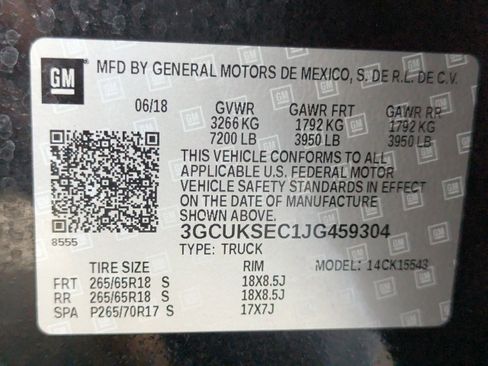 GM MFD BY GENERAL MOTORS DE MEXICO, S. DE R.L. DE C.V.
06/18 GVWR GAWR FRT GAWR RR
3266 KG 1792 KG 1792 KG
7200 LB 3950 LB 3950 LB
THIS VEHICLE CONFORMS TO ALL
APPLICABLE U.S. FEDERAL MOTOR
VEHICLE SAFETY STANDARDS IN EFFECT
ON THE DATE OF MANUFACTURE
SHOWN ABOVE.
8555
3GCUKSEC1JG459304
TYPE: TRUCK
TIRE SIZE RIM MODEL: 14CK15543
FRT 265/65R18 S 18X8.5J
RR 265/65R18 S 18X8.5J
SPA P265/70R17 S 17X7J